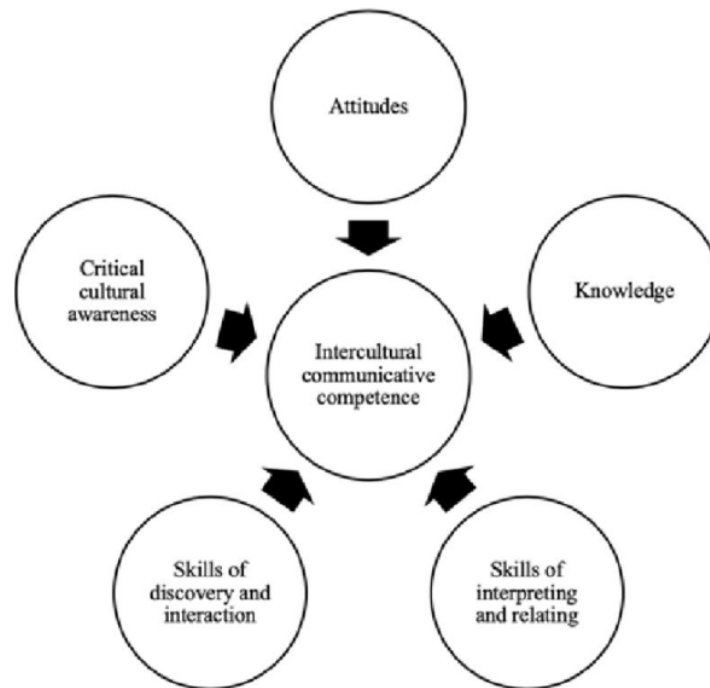 Attitudes
Critical
cultural
awareness
Knowledge
Intercultural
communicative
competence
Skills of
discovery and
interaction
Skills of
interpreting
and relating